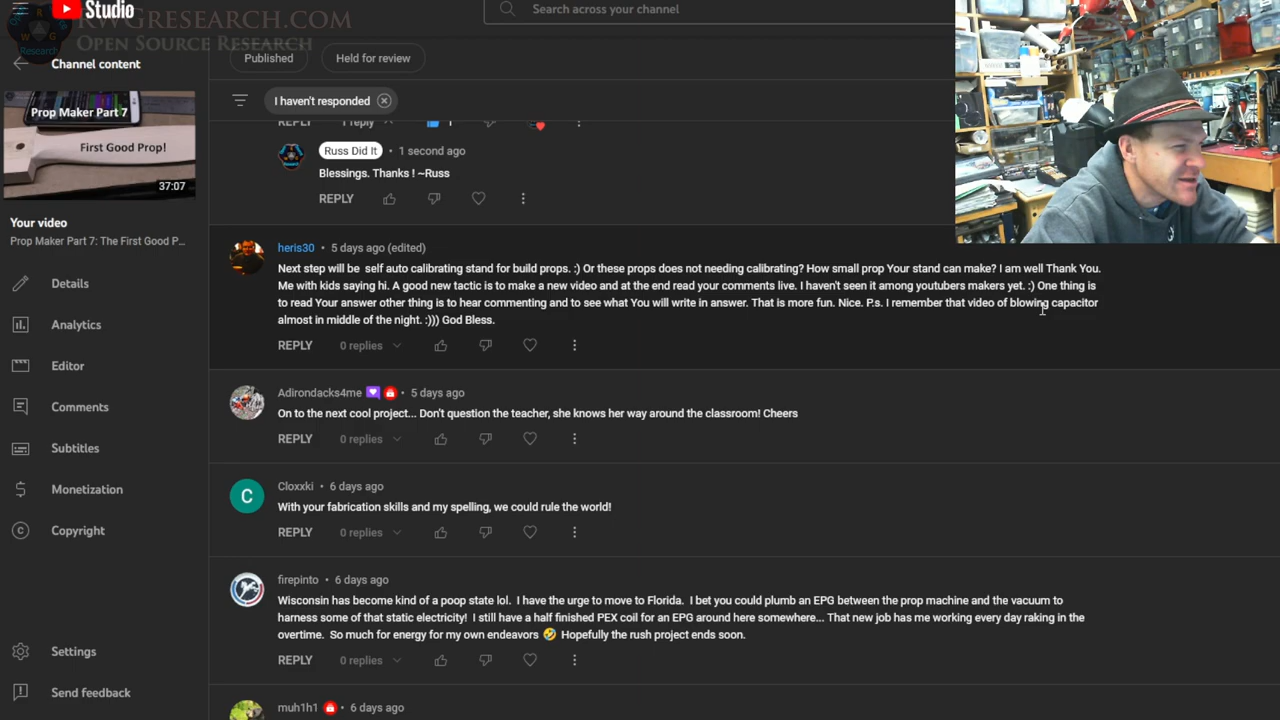 RWGRESEARCH.COM
Open Source Research
R
W G
Research
Studio
Search across your channel
Channel content
Published
Held for review
I haven't responded
REPLY
1 reply
1
Prop Maker Part 7
First Good Prop!
37:07
Russ Did It • 1 second ago
Blessings. Thanks ! ~Russ
REPLY
Your video
Prop Maker Part 7: The First Good P...
Details
Analytics
Editor
Comments
Subtitles
Monetization
Copyright
Settings
Send feedback
heris30 • 5 days ago (edited)
Next step will be self auto calibrating stand for build props. :) Or these props does not needing calibrating? How small prop Your stand can make? I am well Thank You.
Me with kids saying hi. A good new tactic is to make a new video and at the end read your comments live. I haven't seen it among youtubers makers yet. :) One thing is
to read Your answer other thing is to hear commenting and to see what You will write in answer. That is more fun. Nice. P.s. I remember that video of blowing capacitor
almost in middle of the night. :))) God Bless.
REPLY 0 replies
Adirondacks4me • 5 days ago
On to the next cool project... Don't question the teacher, she knows her way around the classroom! Cheers
REPLY 0 replies
C
Cloxxki • 6 days ago
With your fabrication skills and my spelling, we could rule the world!
REPLY 0 replies
firepinto • 6 days ago
Wisconsin has become kind of a poop state lol. I have the urge to move to Florida. I bet you could plumb an EPG between the prop machine and the vacuum to
harness some of that static electricity! I still have a half finished PEX coil for an EPG around here somewhere... That new job has me working every day raking in the
overtime. So much for energy for my own endeavors 🤣 Hopefully the rush project ends soon.
REPLY 0 replies
muh1h1 • 6 days ago